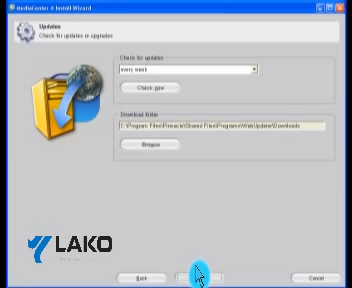 MediaCenter 4 Install Wizard
Updates
Check for updates or upgrades
Check for updates
every week
Check now
Download folder
C:\Program Files\Pinnacle\Shared Files\Programs\WebUpdater\Downloads
Browse
LAKO
Back
Cancel